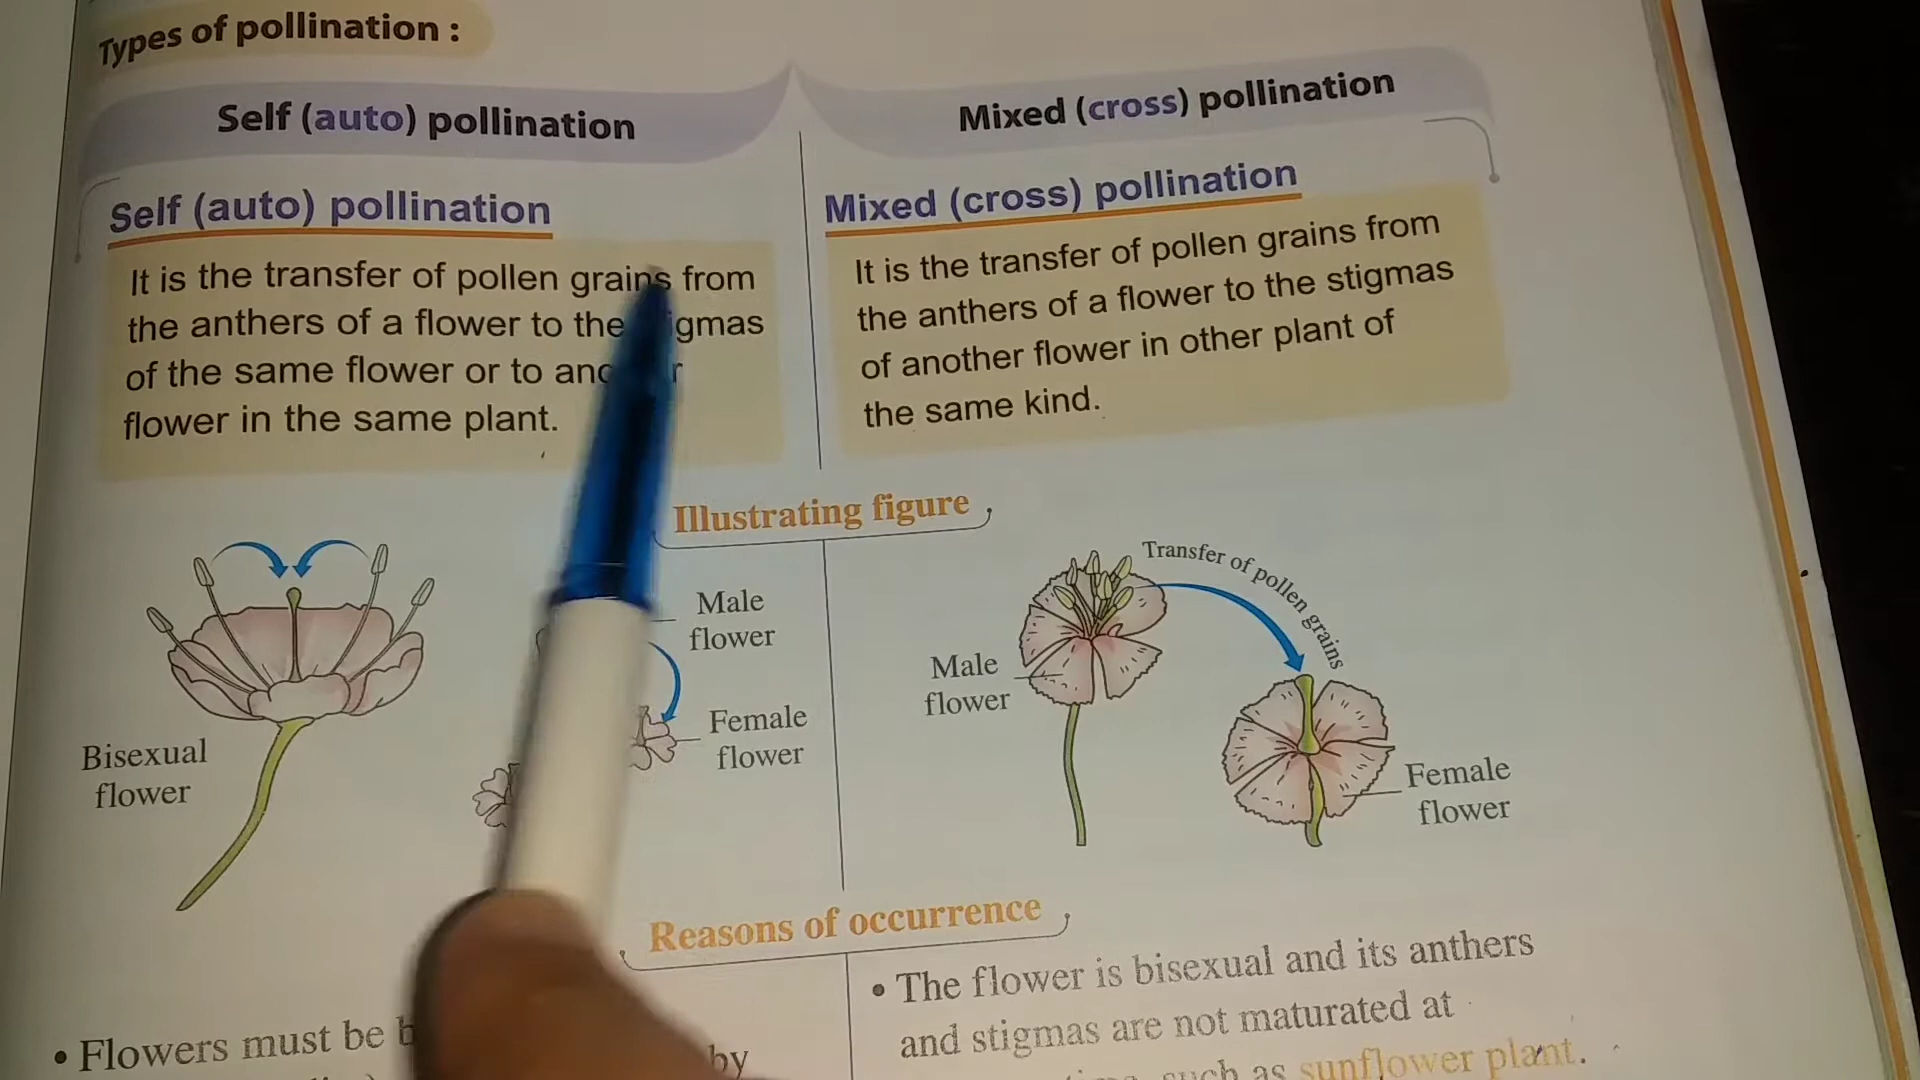 Types of pollination :
Self (auto) pollination
Mixed (cross) pollination
Self (auto) pollination
It is the transfer of pollen grains from
the anthers of a flower to the
of the same flower or to
flower in the same plant.
Mixed (cross) pollination
It is the transfer of pollen grains from
the anthers of a flower to the stigmas
of another flower in other plant of
the same kind.
Illustrating figure
Bisexual
flower
Male
flower
Female
flower
Transfer of pollen grains
Male
flower
Female
flower
Reasons of occurrence
• Flowers must be
by
• The flower is bisexual and its anthers
and stigmas are not maturated at
such as sunflower plant.